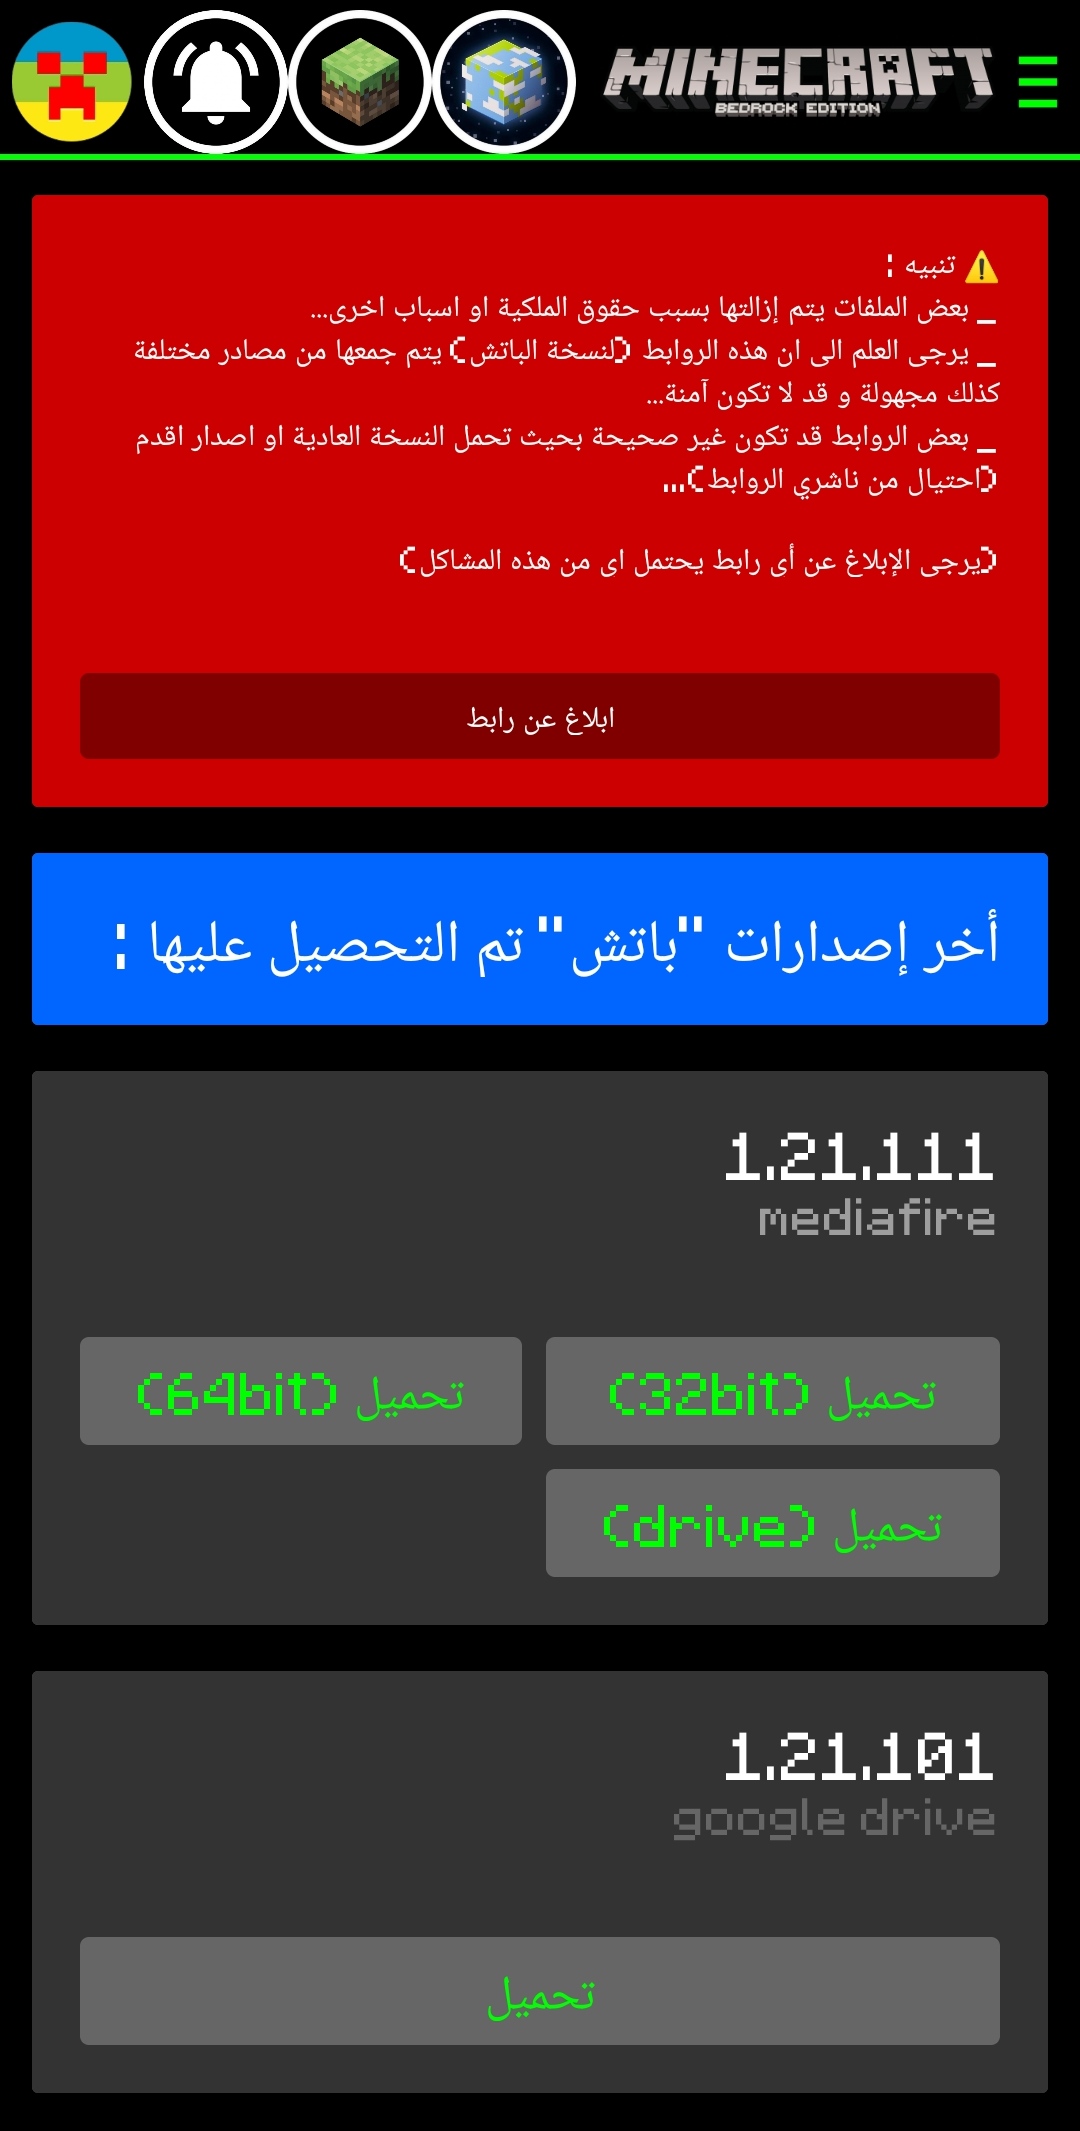 MINECRAFT
BEDROCK EDITION
⚠️ تنبيه :
_ بعض الملفات يتم إزالتها بسبب حقوق الملكية او اسباب اخرى...
_ يرجى العلم الى ان هذه الروابط (لنسخة الباتش) يتم جمعها من مصادر مختلفة
كذلك مجهولة و قد لا تكون آمنة...
_ بعض الروابط قد تكون غير صحيحة بحيث تحمل النسخة العادية او اصدار اقدم
(احتيال من ناشري الروابط)...
(يرجى الإبلاغ عن أى رابط يحتمل اى من هذه المشاكل)
ابلاغ عن رابط
أخر إصدارات "باتش" تم التحصيل عليها :
1.21.111
mediafire
تحميل (32bit)
تحميل (64bit)
تحميل (drive)
1.21.101
google drive
تحميل